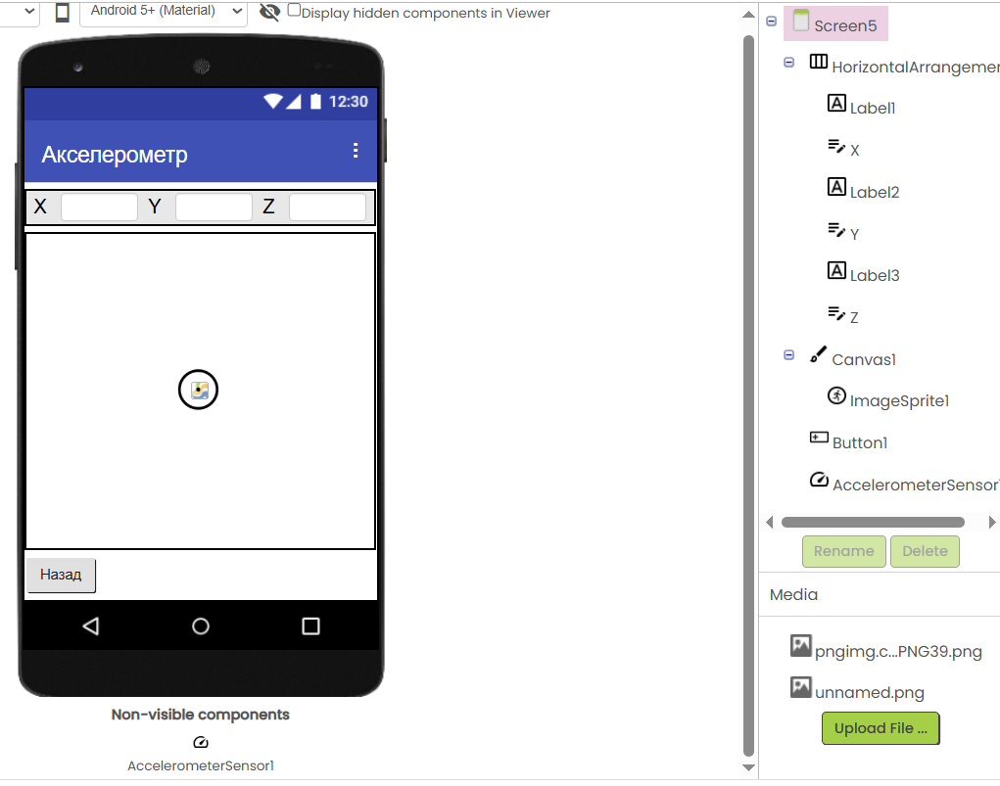 Android 5+ (Material)
Display hidden components in Viewer
12:30
Акселерометр
X Y Z
Назад
Non-visible components
AccelerometerSensor1
Screen5
HorizontalArrangemer
Label1
X
Label2
Y
Label3
Z
Canvas1
ImageSprite1
Button1
AccelerometerSensor1
Rename Delete
Media
pngimg.c...PNG39.png
unnamed.png
Upload File ...